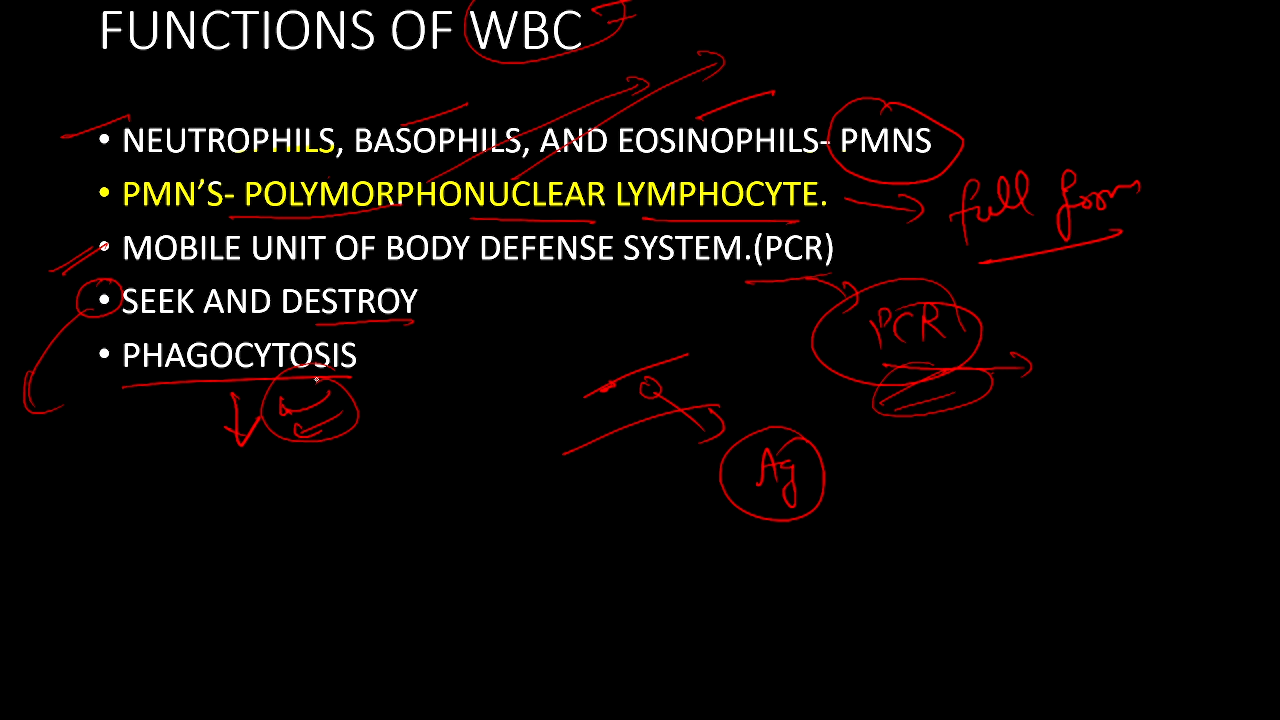 FUNCTIONS OF WBC
• NEUTROPHILS, BASOPHILS, AND EOSINOPHILS- PMNS
• PMN'S- POLYMORPHONUCLEAR LYMPHOCYTE.
full form
• MOBILE UNIT OF BODY DEFENSE SYSTEM.(PCR)
• SEEK AND DESTROY
PCR
• PHAGOCYTOSIS
Ag